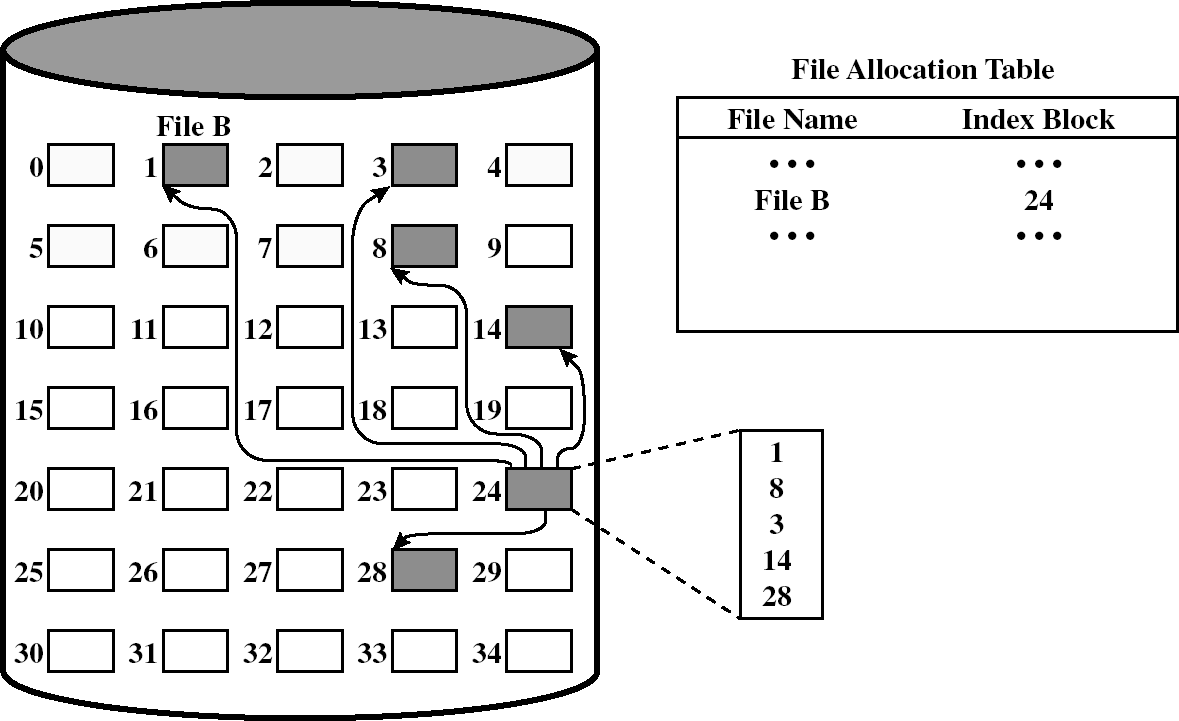 File Allocation Table
File Name Index Block
• • • • • •
File B 24
• • • • • •
File B
0 1 2 3 4
5 6 7 8 9
10 11 12 13 14
15 16 17 18 19
20 21 22 23 24
25 26 27 28 29
30 31 32 33 34
1
8
3
14
28